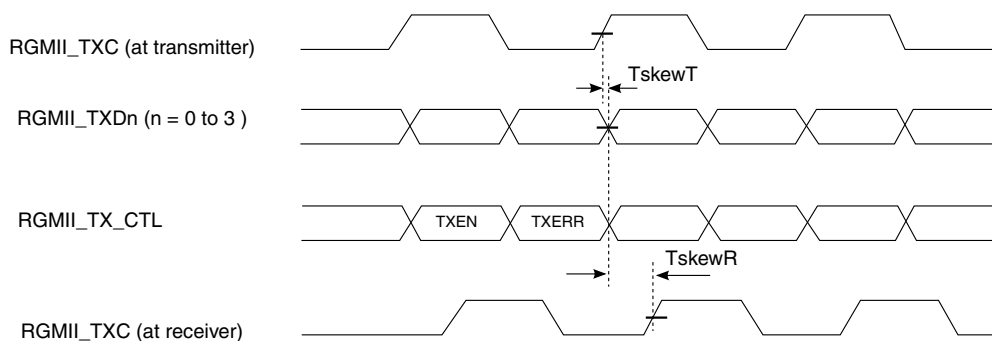 RGMII_TXC (at transmitter)
TskewT
RGMII_TXDn (n = 0 to 3 )
RGMII_TX_CTL
TXEN
TXERR
TskewR
RGMII_TXC (at receiver)